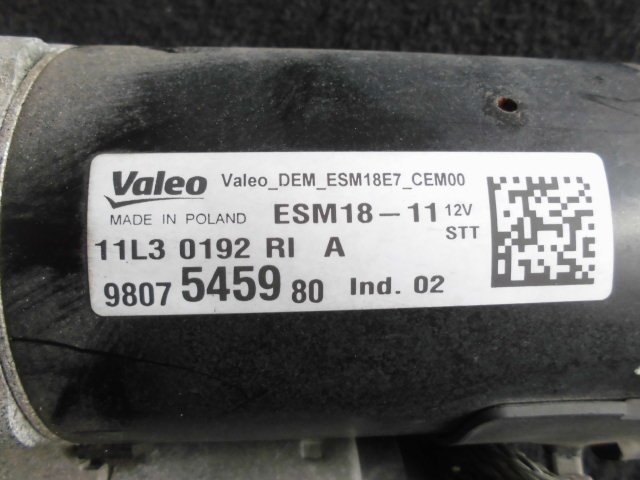 Valeo Valeo_DEM_ESM18E7_CEM00
MADE IN POLAND ESM18-11 12V
STT
11L3 0192 RI A
9807 5459 80 Ind. 02